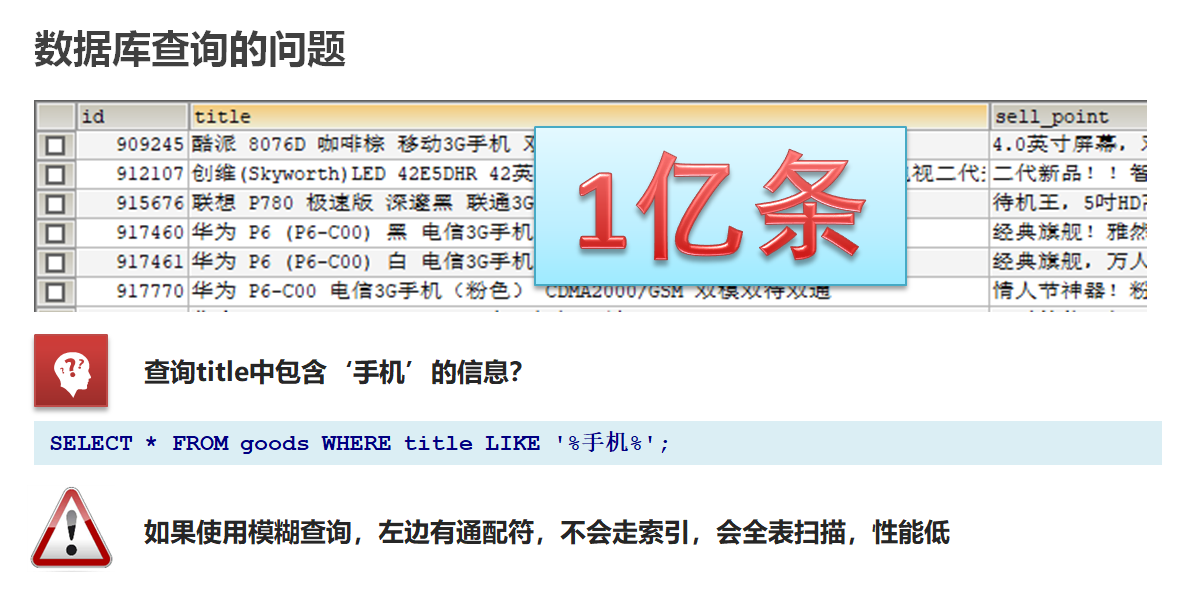 数据库查询的问题
id title sell_point
909245 酷派 8076D 咖啡棕 移动3G手机 4.0英寸屏幕，
912107 创维(Skyworth)LED 42E5DHR 42英 视二代 二代新品！！智
915676 联想 P780 极速版 深邃黑 联通3G 待机王，5吋HD
917460 华为 P6 (P6-C00) 黑 电信3G手机 经典旗舰！雅然
917461 华为 P6 (P6-C00) 白 电信3G手机 经典旗舰，万人
917770 华为 P6-C00 电信3G手机（粉色） CDMA2000/GSM 双模双待双通 情人节神器！粉
1亿条
查询title中包含‘手机’的信息？
SELECT * FROM goods WHERE title LIKE '%手机%';
如果使用模糊查询，左边有通配符，不会走索引，会全表扫描，性能低